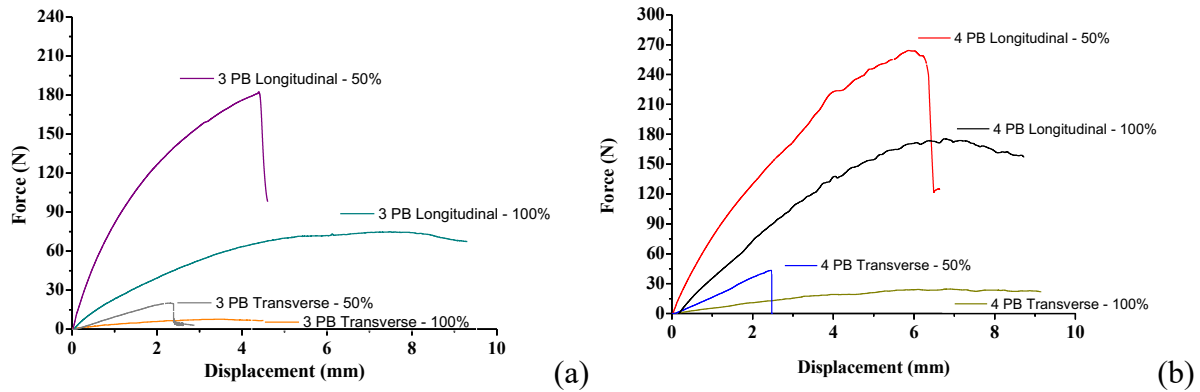 240
210
180
150
120
90
60
30
0
Force (N)
3 PB Longitudinal - 50%
3 PB Longitudinal - 100%
3 PB Transverse - 50%
3 PB Transverse - 100%
0 2 4 6 8 10
Displacement (mm)
(a)
300
270
240
210
180
150
120
90
60
30
0
Force (N)
4 PB Longitudinal - 50%
4 PB Longitudinal - 100%
4 PB Transverse - 50%
4 PB Transverse - 100%
0 2 4 6 8 10
Displacement (mm)
(b)